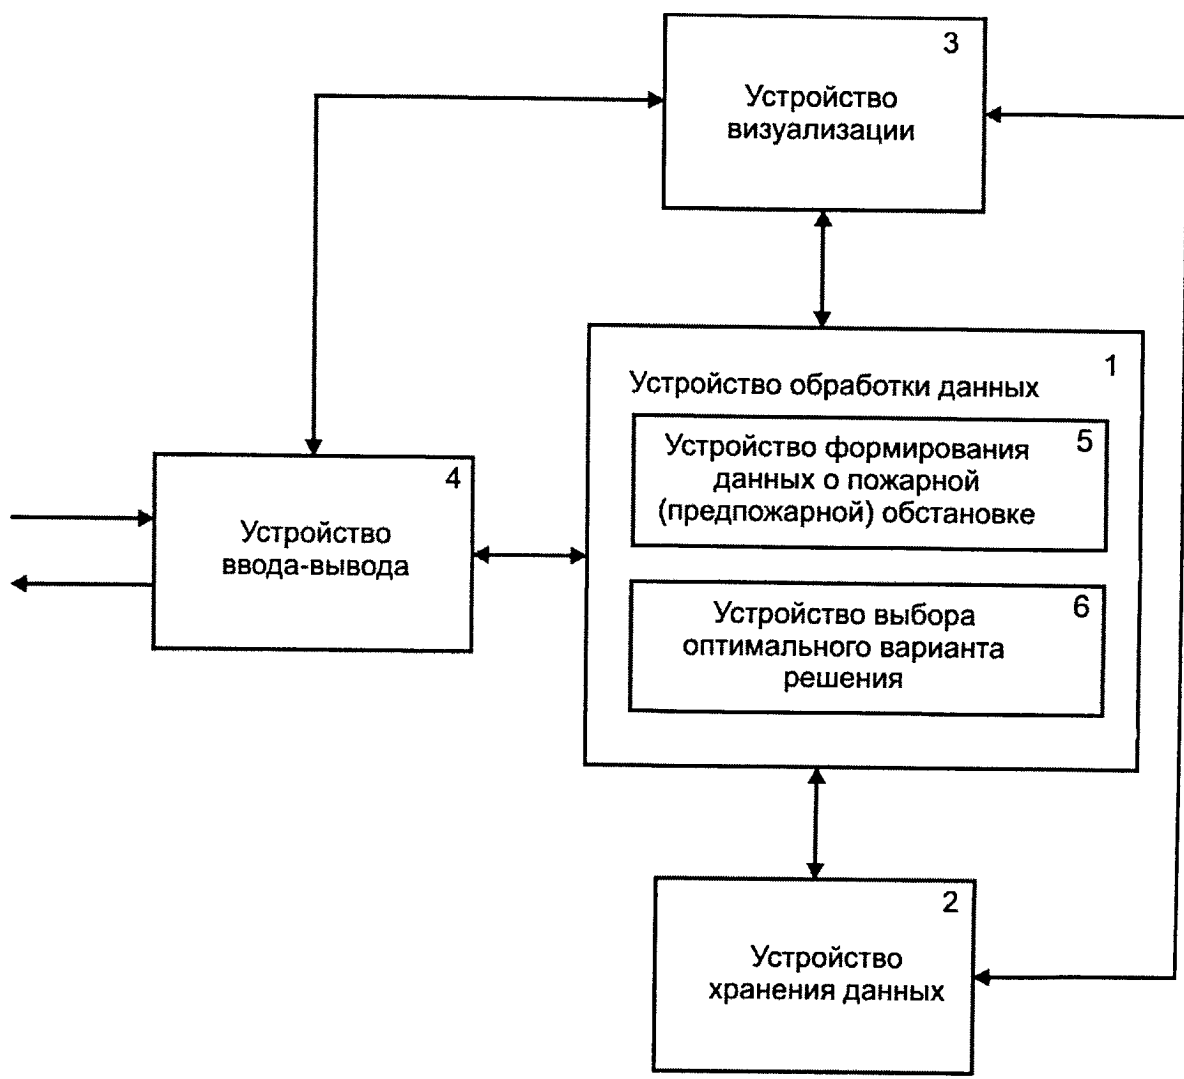 3
Устройство
визуализации
1
Устройство обработки данных
5
Устройство формирования
данных о пожарной
(предпожарной) обстановке
4
Устройство
ввода-вывода
6
Устройство выбора
оптимального варианта
решения
2
Устройство
хранения данных